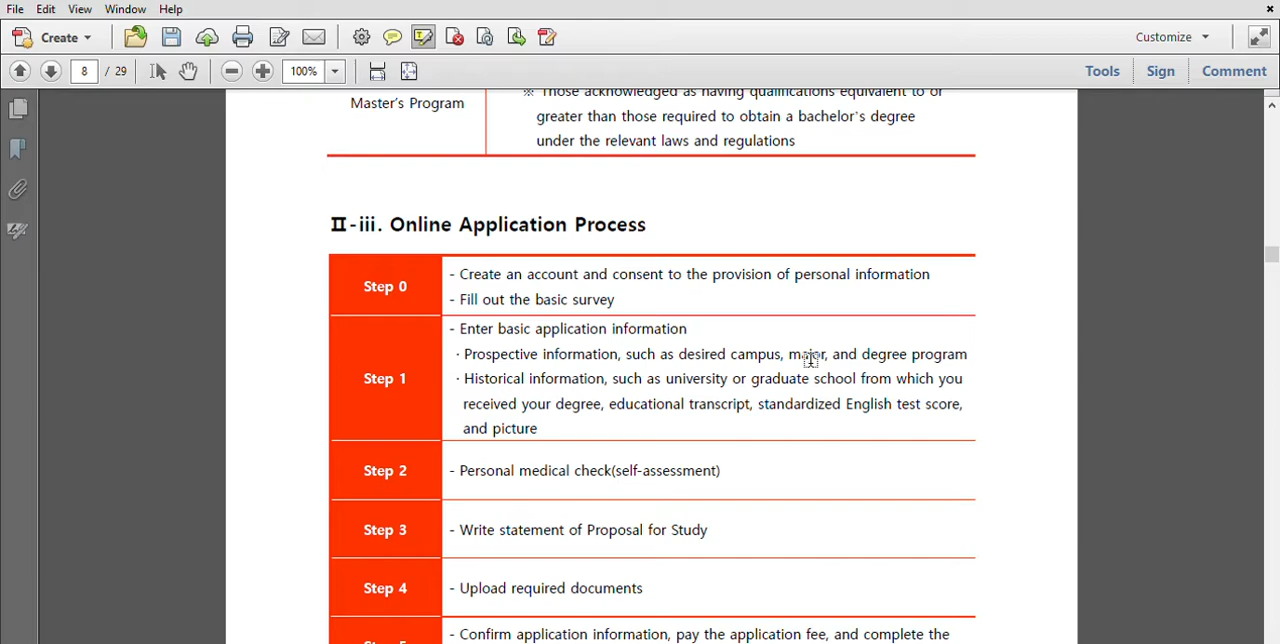 File Edit View Window Help
Create
Customize
8 / 29
100%
Tools Sign Comment
※ Those acknowledged as having qualifications equivalent to or
Master's Program
greater than those required to obtain a bachelor's degree
under the relevant laws and regulations
Ⅱ-iii. Online Application Process
Step 0
- Create an account and consent to the provision of personal information
- Fill out the basic survey
Step 1
- Enter basic application information
· Prospective information, such as desired campus, major, and degree program
· Historical information, such as university or graduate school from which you
received your degree, educational transcript, standardized English test score,
and picture
Step 2
- Personal medical check(self-assessment)
Step 3
- Write statement of Proposal for Study
Step 4
- Upload required documents
Step 5
- Confirm application information, pay the application fee, and complete the